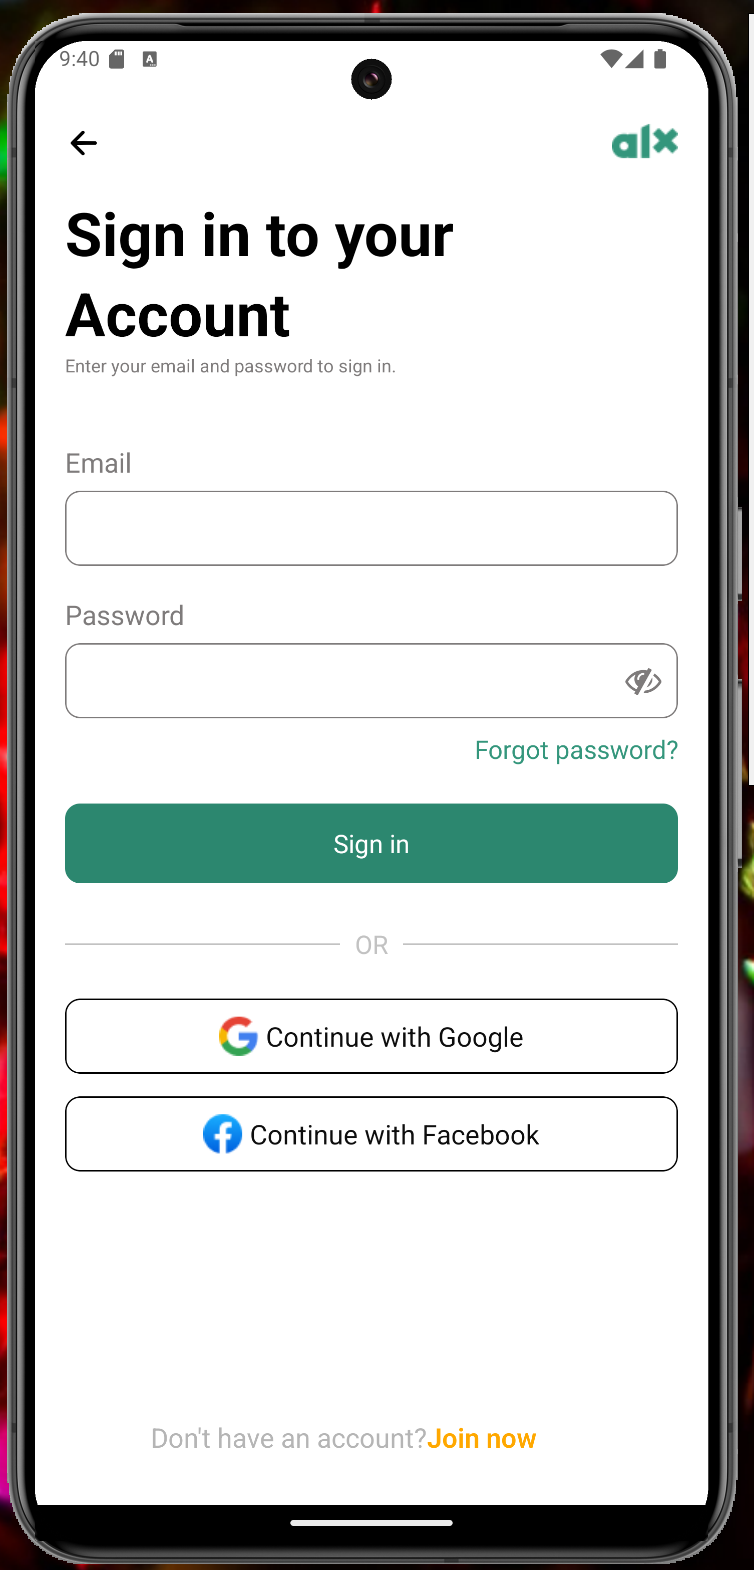 9:40 A
alx
Sign in to your
Account
Enter your email and password to sign in.
Email
Password
Forgot password?
Sign in
OR
Continue with Google
Continue with Facebook
Don't have an account?Join now